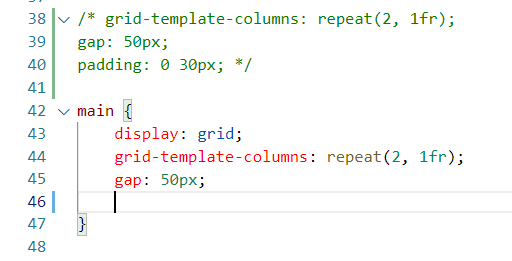 38 /* grid-template-columns: repeat(2, 1fr);
39 gap: 50px;
40 padding: 0 30px; */
41
42 main {
43 display: grid;
44 grid-template-columns: repeat(2, 1fr);
45 gap: 50px;
46
47 }
48